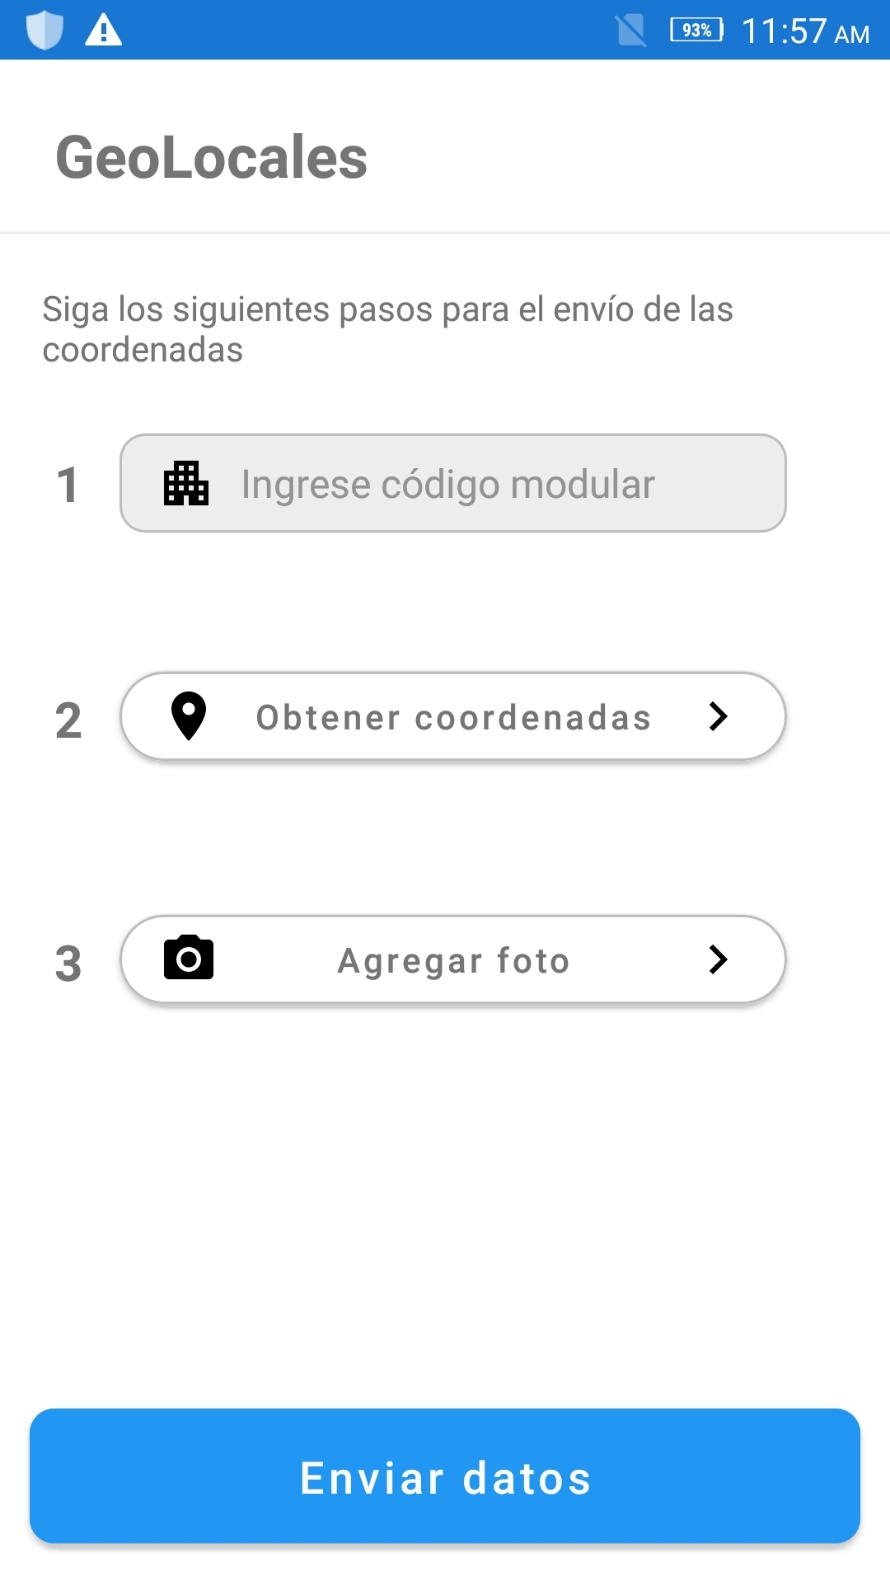 93% 11:57 AM
GeoLocales
Siga los siguientes pasos para el envío de las
coordenadas
1 Ingrese código modular
2 Obtener coordenadas
3 Agregar foto
Enviar datos